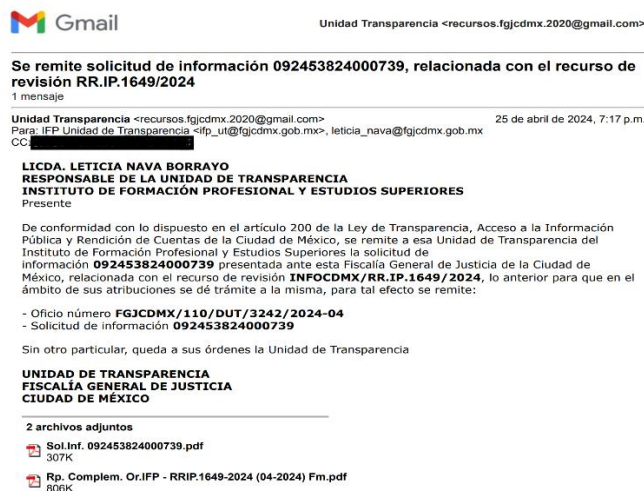 Gmail
Unidad Transparencia <recursos.fgjcdmx.2020@gmail.com>
Se remite solicitud de información 092453824000739, relacionada con el recurso de
revisión RR.IP.1649/2024
1 mensaje
Unidad Transparencia <recursos.fgjcdmx.2020@gmail.com> 25 de abril de 2024, 7:17 p.m.
Para: IFP Unidad de Transparencia <ifp_ut@fgjcdmx.gob.mx>, leticia_nava@fgjcdmx.gob.mx
CC:
LICDA. LETICIA NAVA BORRAYO
RESPONSABLE DE LA UNIDAD DE TRANSPARENCIA
INSTITUTO DE FORMACIÓN PROFESIONAL Y ESTUDIOS SUPERIORES
Presente
De conformidad con lo dispuesto en el artículo 200 de la Ley de Transparencia, Acceso a la Información
Pública y Rendición de Cuentas de la Ciudad de México, se remite a esa Unidad de Transparencia del
Instituto de Formación Profesional y Estudios Superiores la solicitud de
información 092453824000739 presentada ante esta Fiscalía General de Justicia de la Ciudad de
México, relacionada con el recurso de revisión INFOCDMX/RR.IP.1649/2024, lo anterior para que en el
ámbito de sus atribuciones se dé trámite a la misma, para tal efecto se remite:
- Oficio número FGJCDMX/110/DUT/3242/2024-04
- Solicitud de información 092453824000739
Sin otro particular, queda a sus órdenes la Unidad de Transparencia
UNIDAD DE TRANSPARENCIA
FISCALÍA GENERAL DE JUSTICIA
CIUDAD DE MÉXICO
2 archivos adjuntos
Sol.Inf. 092453824000739.pdf
307K
Rp. Complem. Or.IFP - RRIP.1649-2024 (04-2024) Fm.pdf
806K